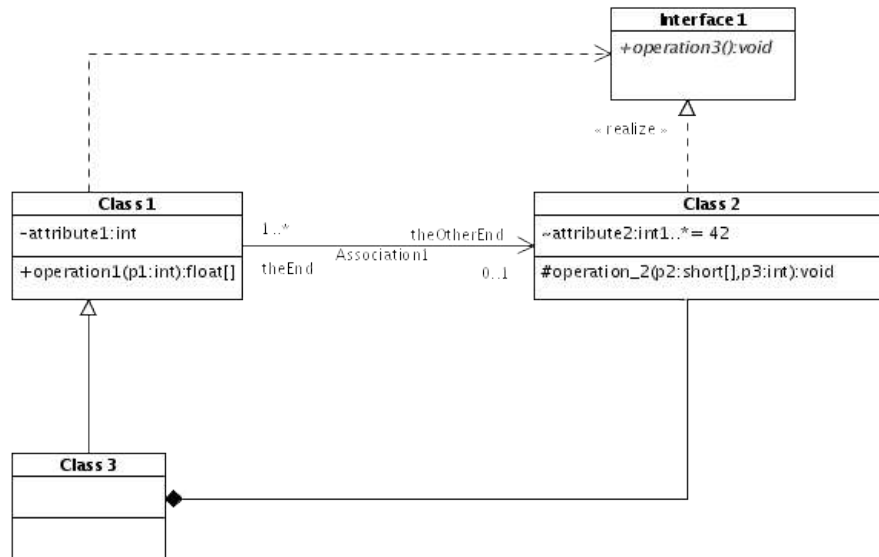 Interface1
+operation3():void
« realize »
Class1
-attribute1:int
+operation1(p1:int):float[]
1..*
theEnd
Association1
theOtherEnd
0..1
Class2
~attribute2:int1..*= 42
#operation_2(p2:short[],p3:int):void
Class3